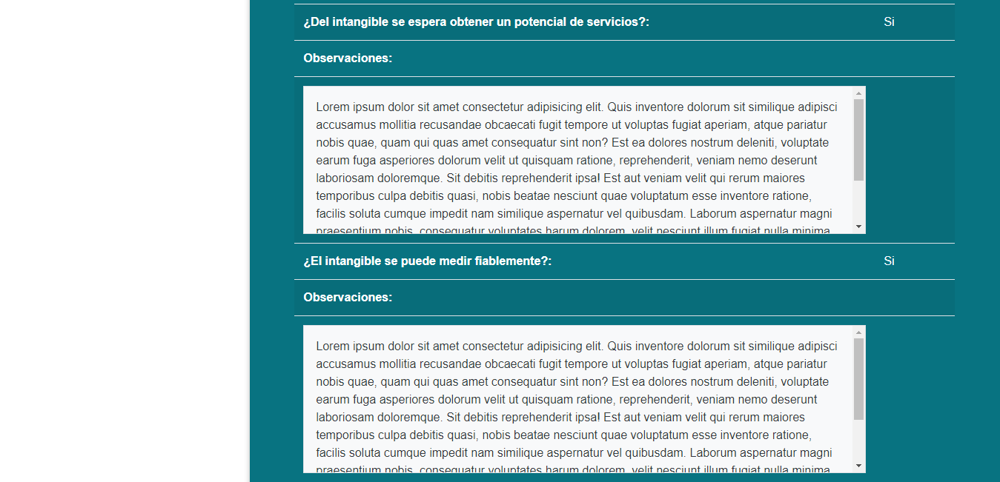 ¿Del intangible se espera obtener un potencial de servicios?: Si
Observaciones:
Lorem ipsum dolor sit amet consectetur adipisicing elit. Quis inventore dolorum sit similique adipisci
accusamus mollitia recusandae obcaecati fugit tempore ut voluptas fugiat aperiam, atque pariatur
nobis quae, quam qui quas amet consequatur sint non? Est ea dolores nostrum deleniti, voluptate
earum fuga asperiores dolorum velit ut quisquam ratione, reprehenderit, veniam nemo deserunt
laboriosam doloremque. Sit debitis reprehenderit ipsa! Est aut veniam velit qui rerum maiores
temporibus culpa debitis quasi, nobis beatae nesciunt quae voluptatum esse inventore ratione,
facilis soluta cumque impedit nam similique aspernatur vel quibusdam. Laborum aspernatur magni
praesentium nobis, consequatur voluptates harum dolorem, velit nesciunt illum fugiat nulla minima
¿El intangible se puede medir fiablemente?: Si
Observaciones:
Lorem ipsum dolor sit amet consectetur adipisicing elit. Quis inventore dolorum sit similique adipisci
accusamus mollitia recusandae obcaecati fugit tempore ut voluptas fugiat aperiam, atque pariatur
nobis quae, quam qui quas amet consequatur sint non? Est ea dolores nostrum deleniti, voluptate
earum fuga asperiores dolorum velit ut quisquam ratione, reprehenderit, veniam nemo deserunt
laboriosam doloremque. Sit debitis reprehenderit ipsa! Est aut veniam velit qui rerum maiores
temporibus culpa debitis quasi, nobis beatae nesciunt quae voluptatum esse inventore ratione,
facilis soluta cumque impedit nam similique aspernatur vel quibusdam. Laborum aspernatur magni
praesentium nobis, consequatur voluptates harum dolorem, velit nesciunt illum fugiat nulla minima